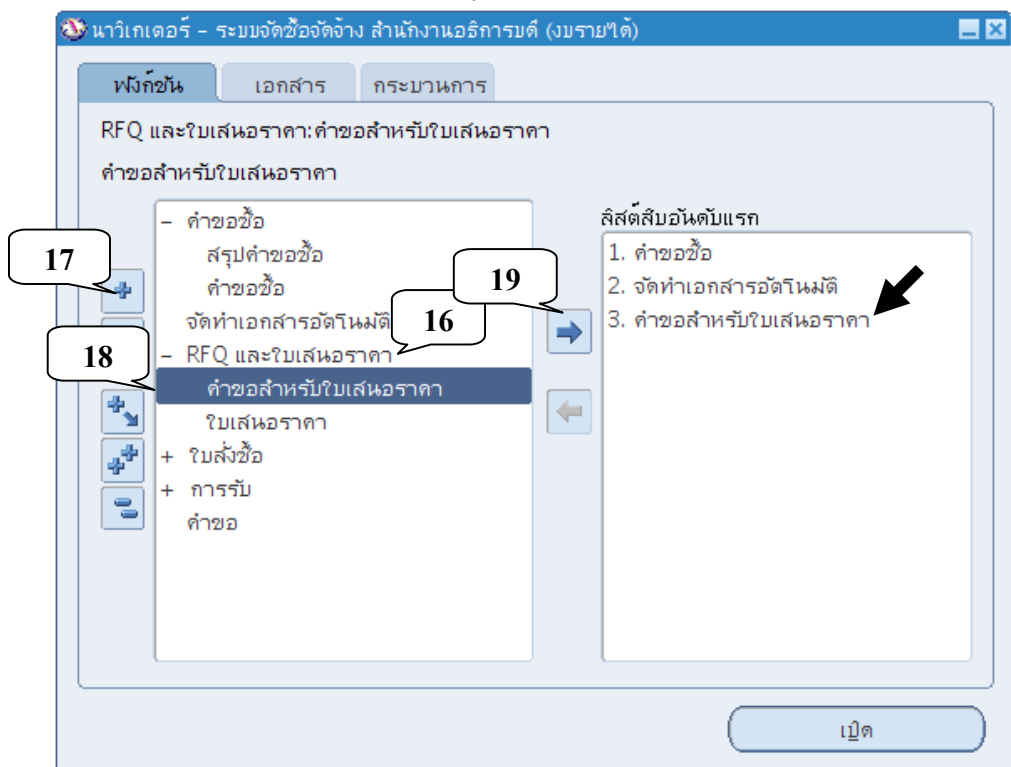 นาวิเกเตอร์ – ระบบจัดซื้อจัดจ้าง สำนักงานอธิการบดี (งบรายได้)
ฟังก์ชัน เอกสาร กระบวนการ
RFQ และใบเสนอราคา:คำขอสำหรับใบเสนอราคา
คำขอสำหรับใบเสนอราคา
– คำขอซื้อ
สรุปคำขอซื้อ
คำขอซื้อ
จัดทำเอกสารอัตโนมัติ
– RFQ และใบเสนอราคา
คำขอสำหรับใบเสนอราคา
ใบเสนอราคา
+ ใบสั่งซื้อ
+ การรับ
คำขอ
17
18
16
19
ลิสต์สิบอันดับแรก
1. คำขอซื้อ
2. จัดทำเอกสารอัตโนมัติ
3. คำขอสำหรับใบเสนอราคา
เปิด